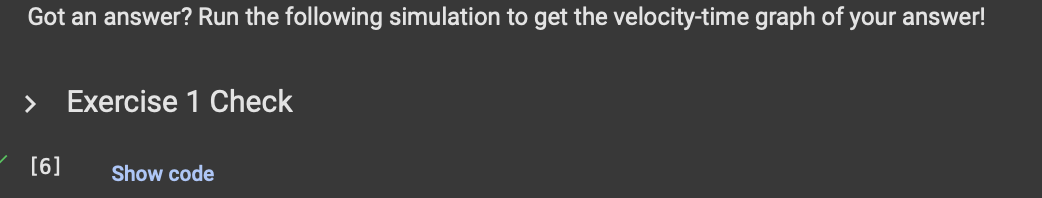 Got an answer? Run the following simulation to get the velocity-time graph of your answer!
Exercise 1 Check
[6]
Show code